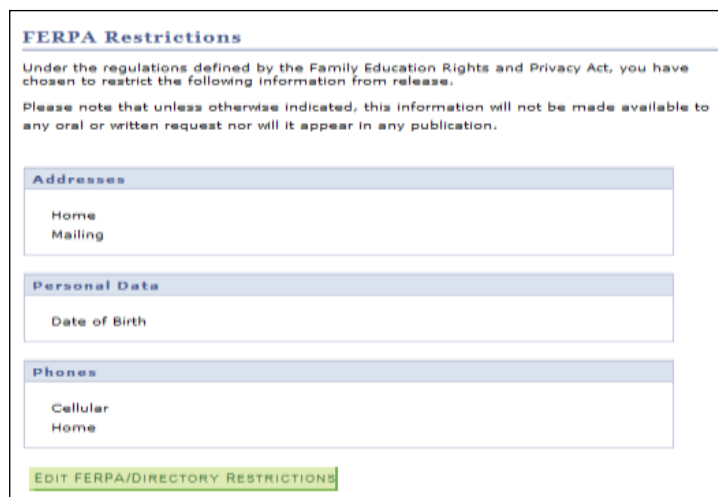 FERPA Restrictions
Under the regulations defined by the Family Education Rights and Privacy Act, you have
chosen to restrict the following information from release.
Please note that unless otherwise indicated, this information will not be made available to
any oral or written request nor will it appear in any publication.
Addresses
Home
Mailing
Personal Data
Date of Birth
Phones
Cellular
Home
EDIT FERPA/DIRECTORY RESTRICTIONS